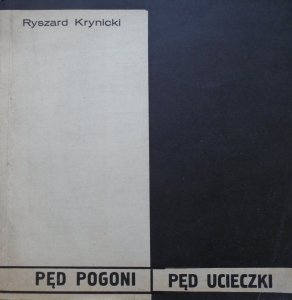 Ryszard Krynicki
PĘD POGONI PĘD UCIECZKI